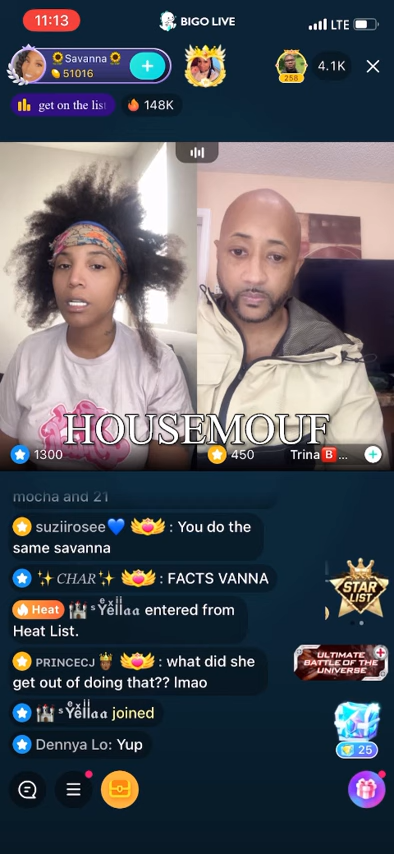 11:13
BIGO LIVE
LTE
🌻Savanna🌻
51016
258
4.1K
get on the list
148K
HOUSEMOUF
1300
450
Trina🅱️...
mocha and 21
suziirosee💙 : You do the
same savanna
✨CHAR✨ : FACTS VANNA
Heat ˢYëllaa entered from
Heat List.
PRINCECJ🤴🏾 : what did she
get out of doing that?? lmao
ˢYëllaa joined
Dennya Lo: Yup
STAR
LIST
ULTIMATE
BATTLE OF THE
UNIVERSE
25